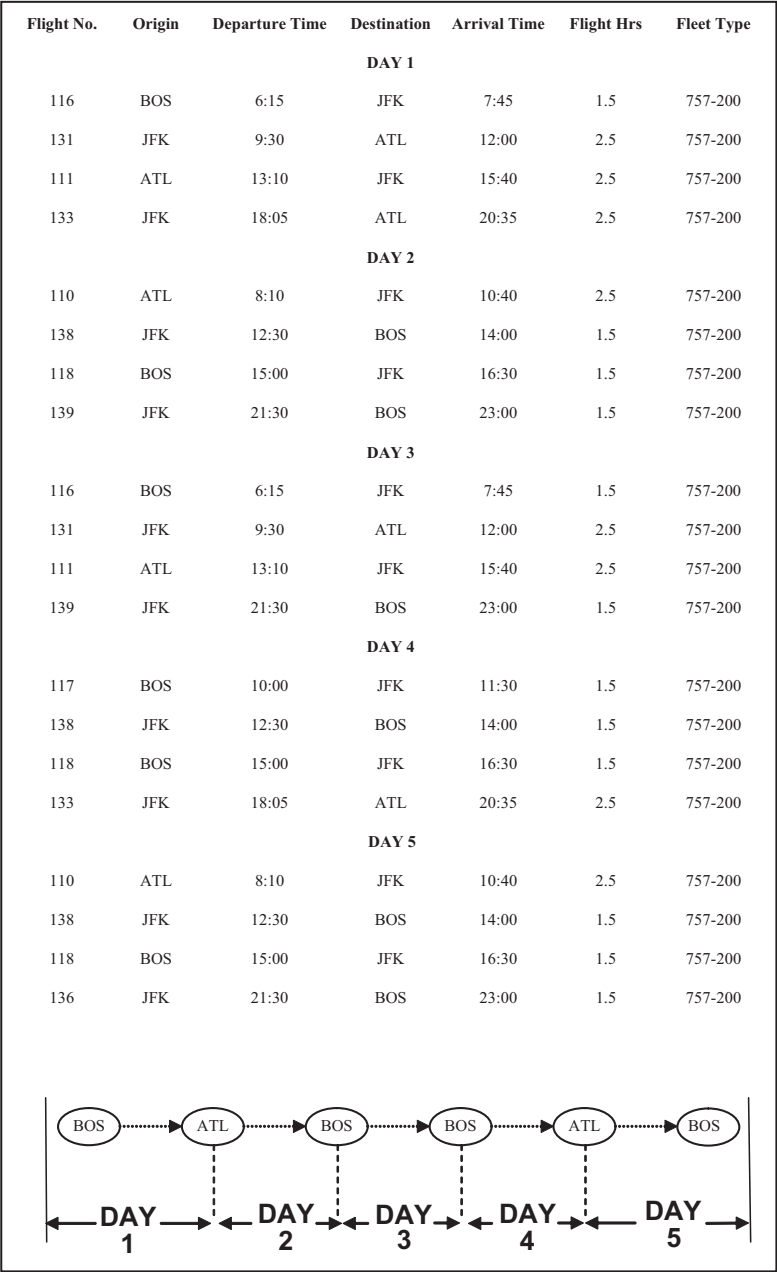 Flight No. Origin Departure Time Destination Arrival Time Flight Hrs Fleet Type
DAY 1
116 BOS 6:15 JFK 7:45 1.5 757-200
131 JFK 9:30 ATL 12:00 2.5 757-200
111 ATL 13:10 JFK 15:40 2.5 757-200
133 JFK 18:05 ATL 20:35 2.5 757-200
DAY 2
110 ATL 8:10 JFK 10:40 2.5 757-200
138 JFK 12:30 BOS 14:00 1.5 757-200
118 BOS 15:00 JFK 16:30 1.5 757-200
139 JFK 21:30 BOS 23:00 1.5 757-200
DAY 3
116 BOS 6:15 JFK 7:45 1.5 757-200
131 JFK 9:30 ATL 12:00 2.5 757-200
111 ATL 13:10 JFK 15:40 2.5 757-200
139 JFK 21:30 BOS 23:00 1.5 757-200
DAY 4
117 BOS 10:00 JFK 11:30 1.5 757-200
138 JFK 12:30 BOS 14:00 1.5 757-200
118 BOS 15:00 JFK 16:30 1.5 757-200
133 JFK 18:05 ATL 20:35 2.5 757-200
DAY 5
110 ATL 8:10 JFK 10:40 2.5 757-200
138 JFK 12:30 BOS 14:00 1.5 757-200
118 BOS 15:00 JFK 16:30 1.5 757-200
136 JFK 21:30 BOS 23:00 1.5 757-200
BOS ATL BOS BOS ATL BOS
DAY DAY DAY DAY DAY
1 2 3 4 5